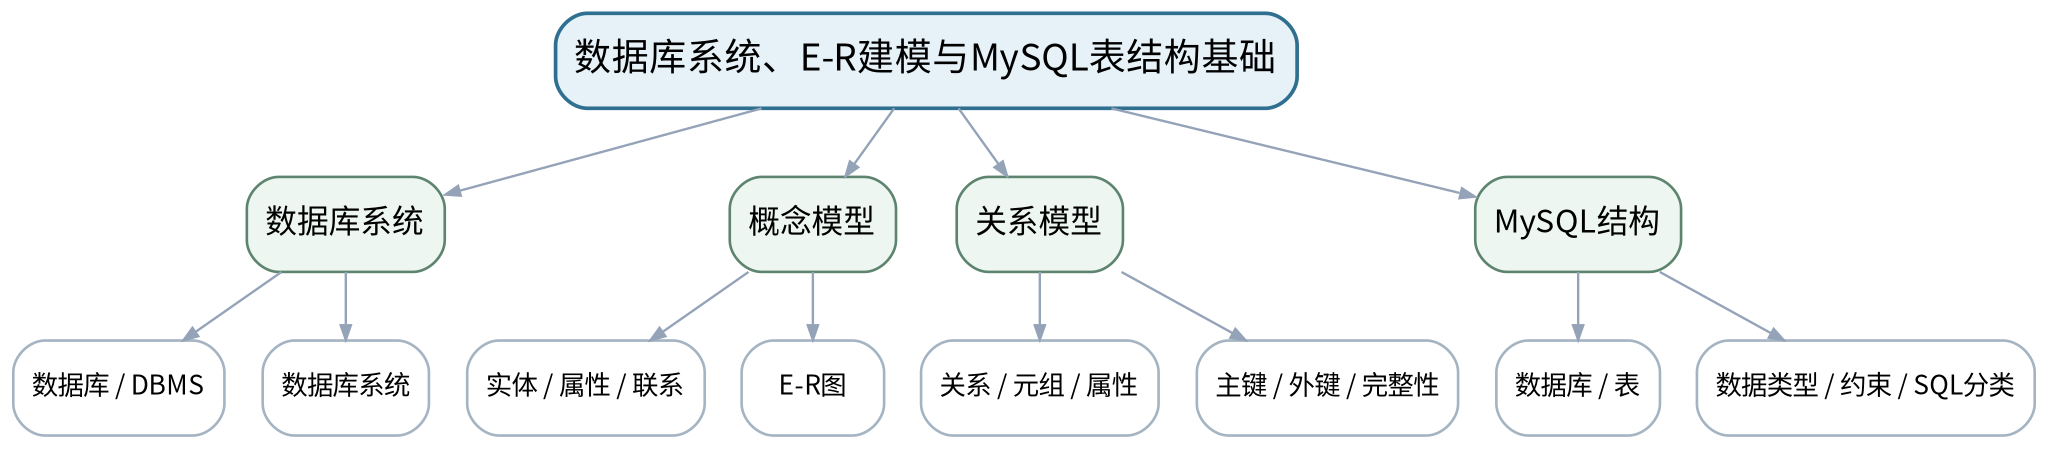 数据库系统、E-R建模与MySQL表结构基础
数据库系统
概念模型
关系模型
MySQL结构
数据库 / DBMS
数据库系统
实体 / 属性 / 联系
E-R图
关系 / 元组 / 属性
主键 / 外键 / 完整性
数据库 / 表
数据类型 / 约束 / SQL分类